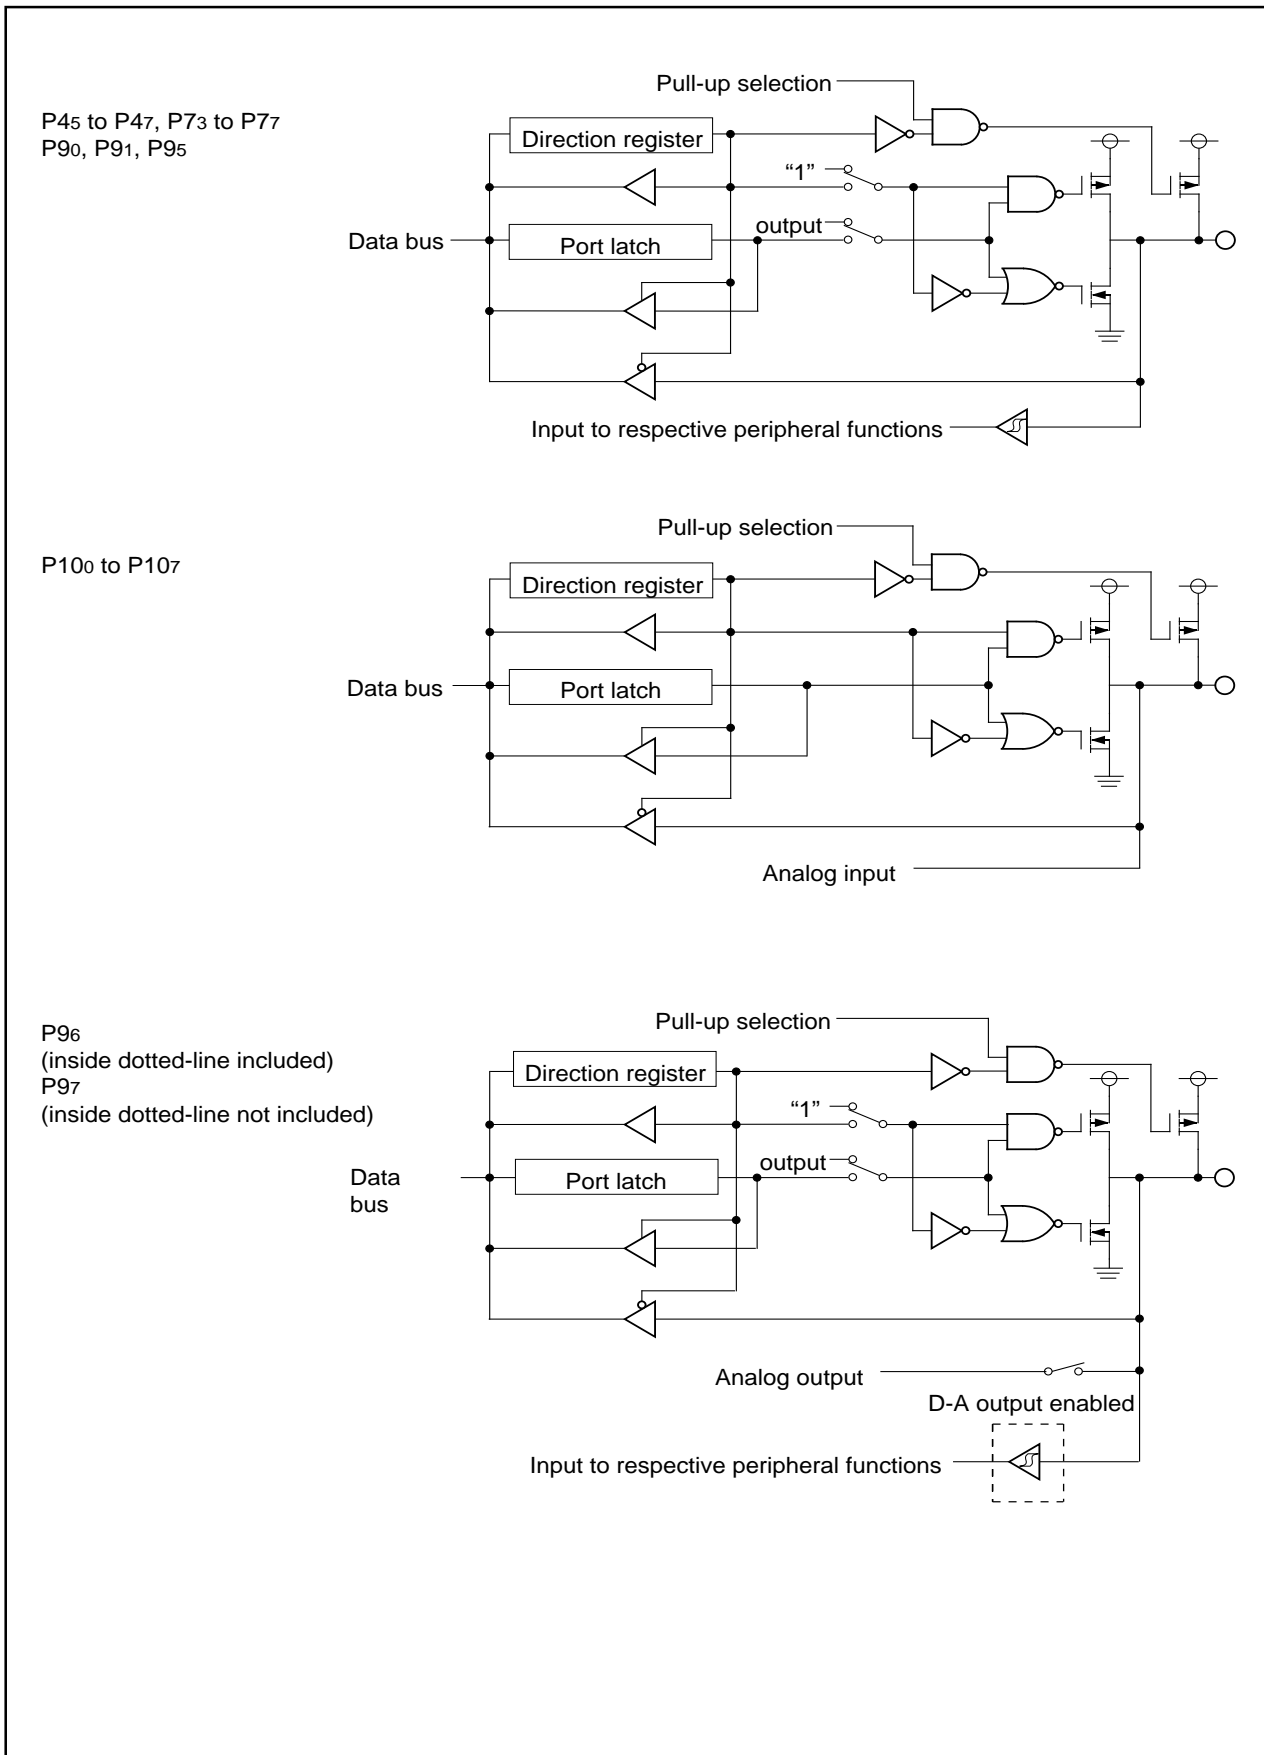 Pull-up selection
P45 to P47, P73 to P77
P90, P91, P95
Direction register
“1”
output
Data bus
Port latch
Input to respective peripheral functions
Pull-up selection
P100 to P107
Direction register
Data bus
Port latch
Analog input
Pull-up selection
P96
(inside dotted-line included)
P97
(inside dotted-line not included)
Direction register
“1”
output
Data
bus
Port latch
Analog output
D-A output enabled
Input to respective peripheral functions